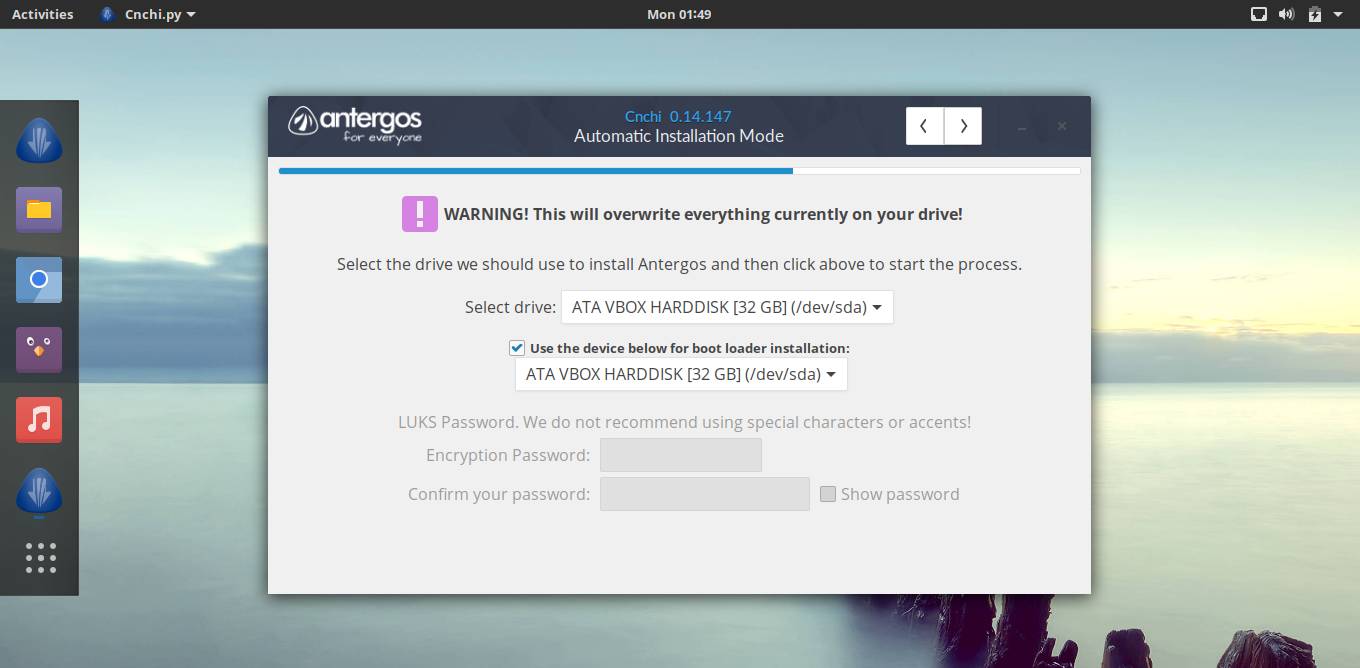 Activities
Cnchi.py
Mon 01:49
antergos
for everyone
Cnchi 0.14.147
Automatic Installation Mode
WARNING! This will overwrite everything currently on your drive!
Select the drive we should use to install Antergos and then click above to start the process.
Select drive: ATA VBOX HARDDISK [32 GB] (/dev/sda)
Use the device below for boot loader installation:
ATA VBOX HARDDISK [32 GB] (/dev/sda)
LUKS Password. We do not recommend using special characters or accents!
Encryption Password:
Confirm your password:
Show password